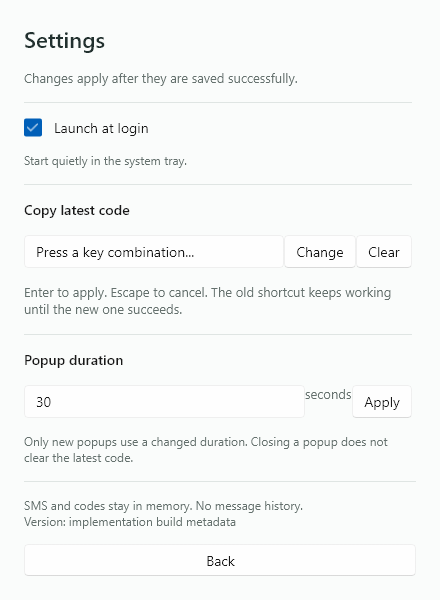 Settings
Changes apply after they are saved successfully.
Launch at login
Start quietly in the system tray.
Copy latest code
Press a key combination... Change Clear
Enter to apply. Escape to cancel. The old shortcut keeps working
until the new one succeeds.
Popup duration
30 seconds Apply
Only new popups use a changed duration. Closing a popup does not
clear the latest code.
SMS and codes stay in memory. No message history.
Version: implementation build metadata
Back